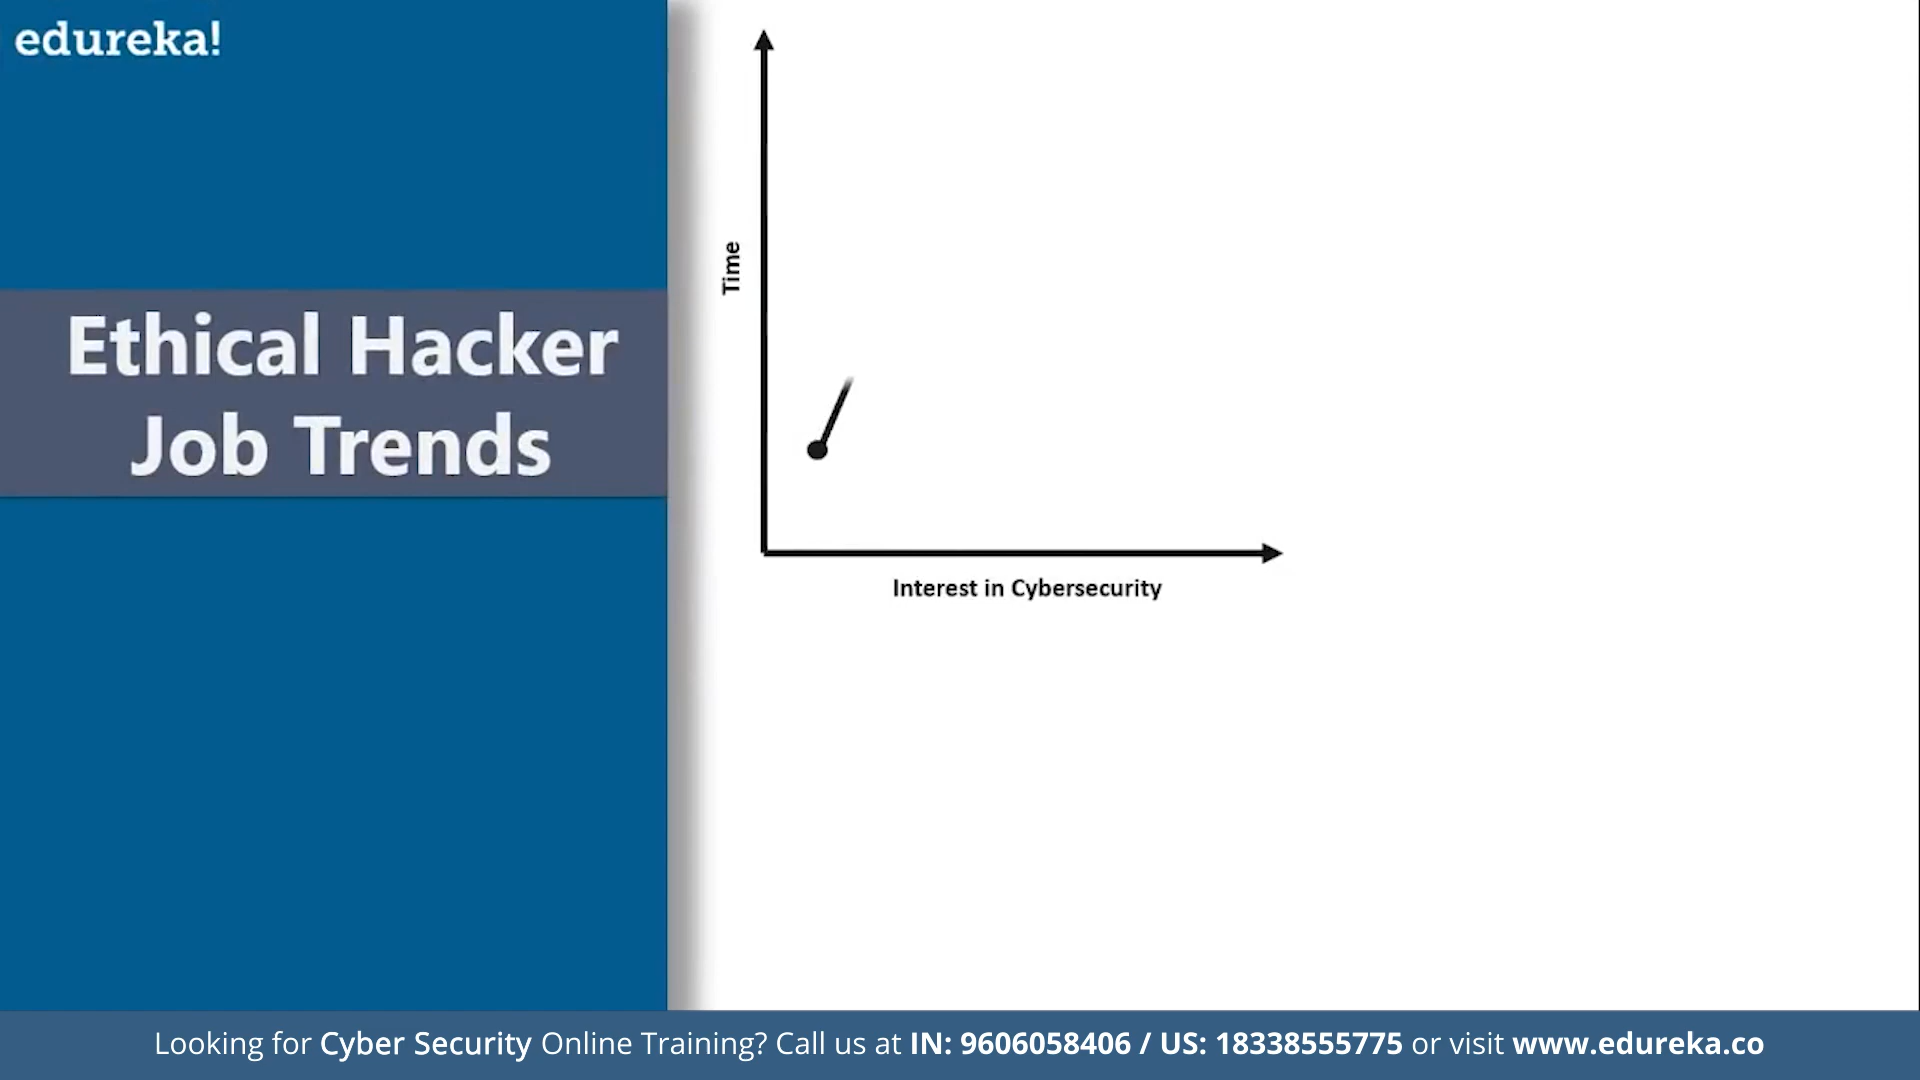 edureka!
Ethical Hacker
Job Trends
Time
Interest in Cybersecurity
Looking for Cyber Security Online Training? Call us at IN: 9606058406 / US: 18338555775 or visit www.edureka.co